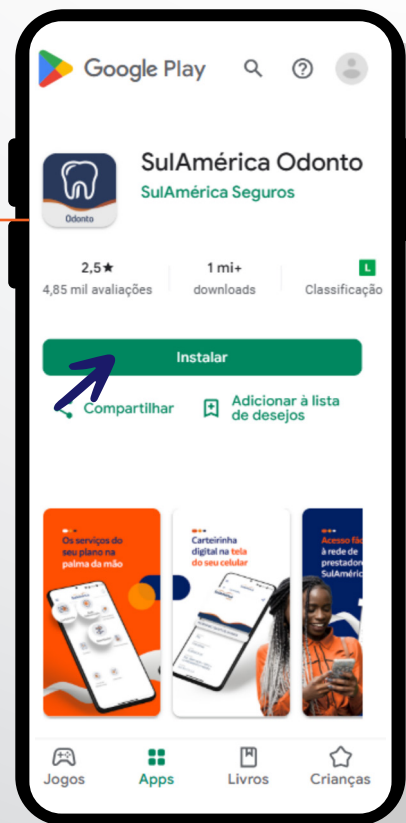 Google Play
SulAmérica Odonto
SulAmérica Seguros
Odonto
2,5★
4,85 mil avaliações
1 mi+
downloads
L
Classificação
Instalar
Compartilhar
Adicionar à lista
de desejos
Os serviços do
seu plano na
palma da mão
Carteirinha
digital na tela
do seu celular
Acesso fác
à rede de
prestador
SulAméric
Jogos
Apps
Livros
Crianças